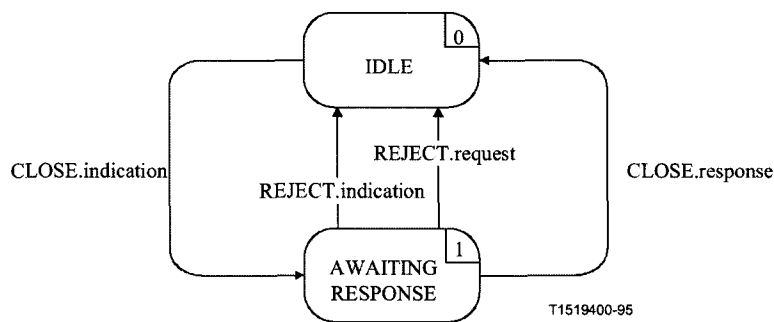 0
IDLE
CLOSE.indication
REJECT.request
REJECT.indication
CLOSE.response
1
AWAITING
RESPONSE
T1519400-95